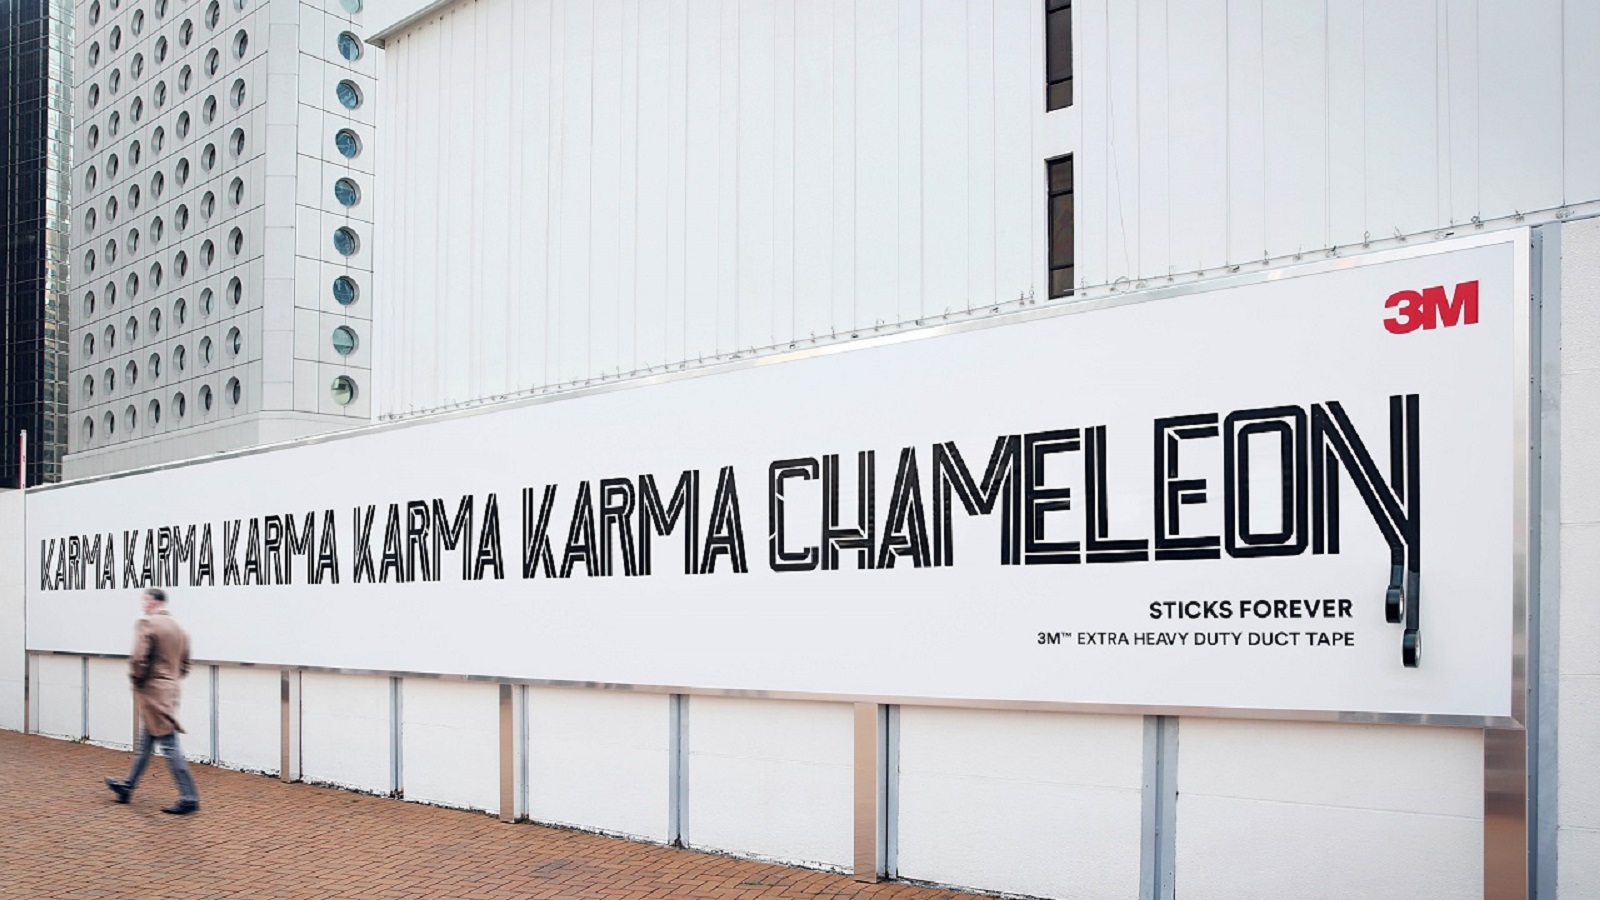 3M
KARMA KARMA KARMA KARMA KARMA CHAMELEON
STICKS FOREVER
3M™ EXTRA HEAVY DUTY DUCT TAPE